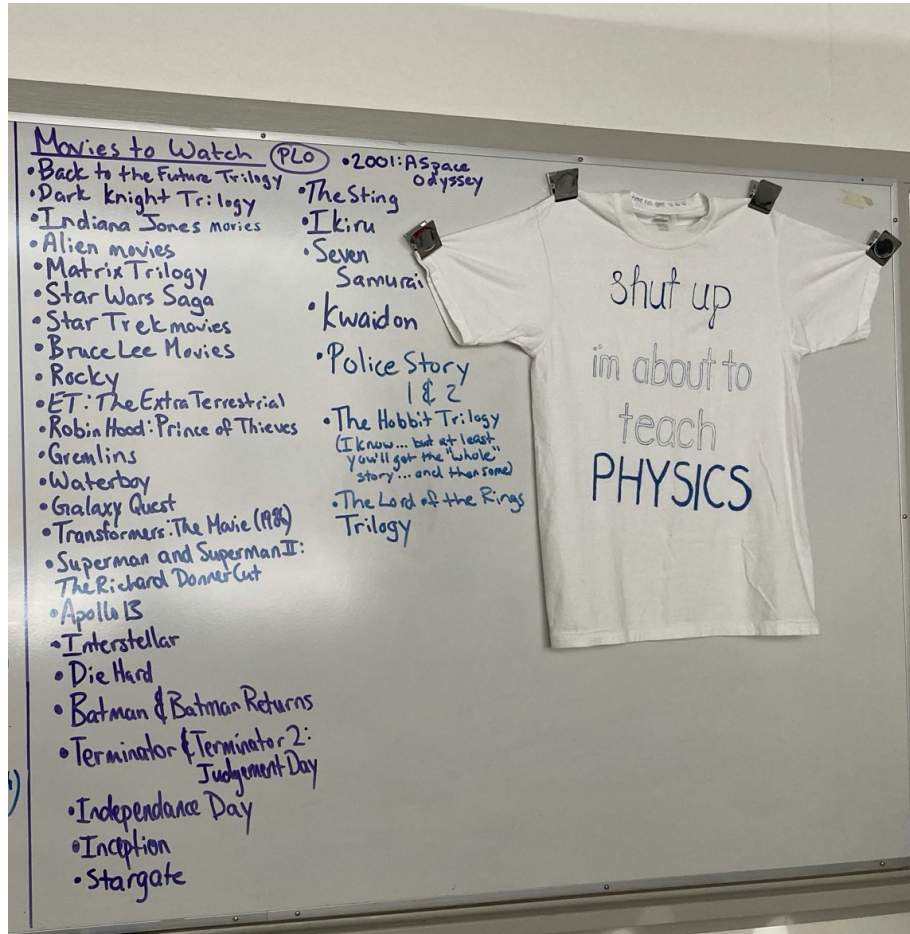 Movies to Watch PLO
•Back to the Future Trilogy
•Dark Knight Trilogy
•Indiana Jones movies
•Alien movies
•Matrix Trilogy
•Star Wars Saga
•Star Trek movies
•Bruce Lee Movies
•Rocky
•ET: The Extra Terrestrial
•Robin Hood: Prince of Thieves
•Gremlins
•Waterboy
•Galaxy Quest
•Transformers: The Movie (1986)
•Superman and Superman II:
The Richard Donner Cut
•Apollo 13
•Interstellar
•Die Hard
•Batman & Batman Returns
•Terminator & Terminator 2:
Judgement Day
•Independance Day
•Inception
•Stargate
•2001: A Space
Odyssey
•The Sting
•Ikiru
•Seven
Samurai
•Kwaidon
•Police Story
1 & 2
•The Hobbit Trilogy
(I know... but at least
you'll get the "whole"
story... and then some)
•The Lord of the Rings
Trilogy
shut up
im about to
teach
PHYSICS